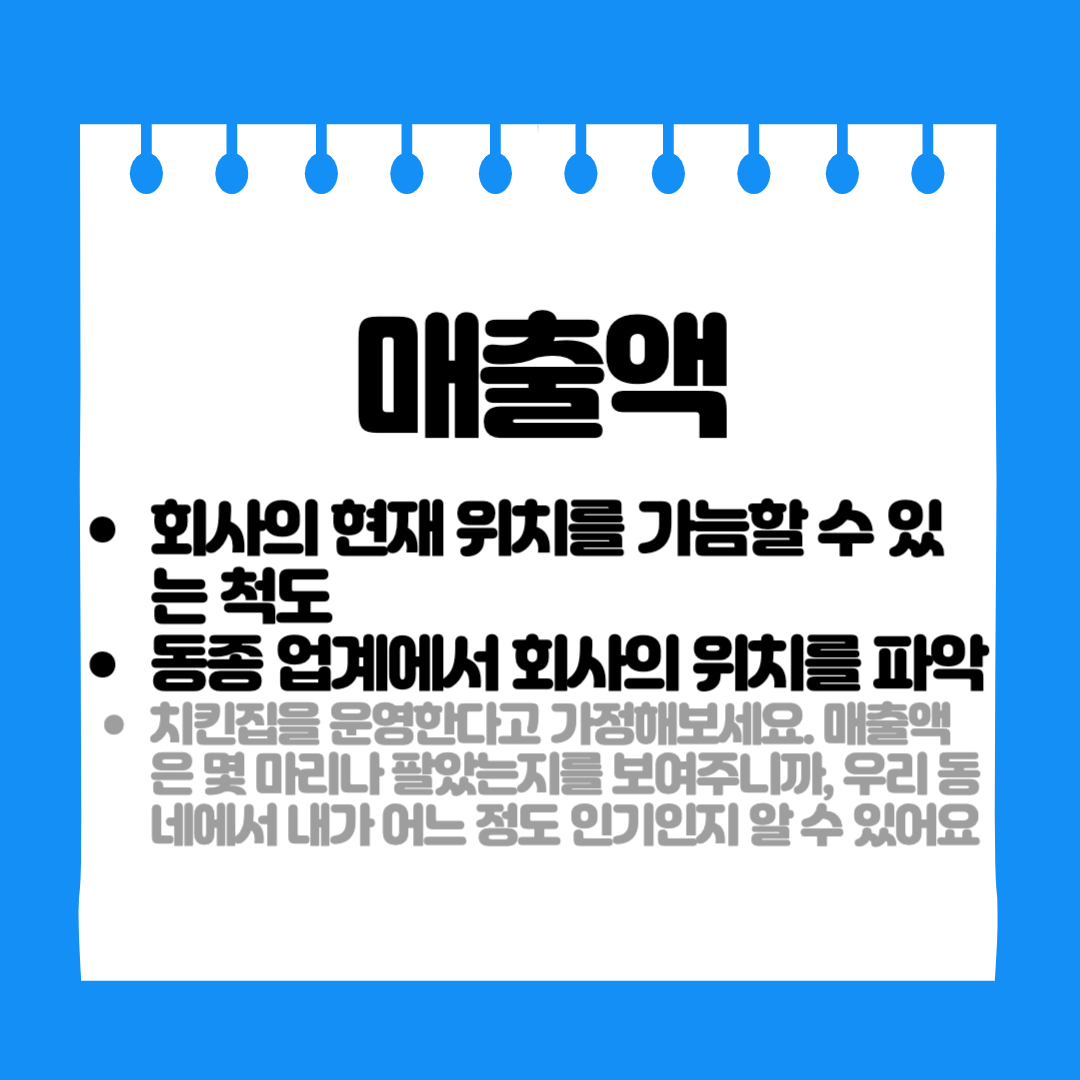 매출액
• 회사의 현재 위치를 가늠할 수 있
는 척도
• 동종 업계에서 회사의 위치를 파악
• 치킨집을 운영한다고 가정해보세요. 매출액
은 몇 마리나 팔았는지를 보여주니까, 우리 동
네에서 내가 어느 정도 인기인지 알 수 있어요